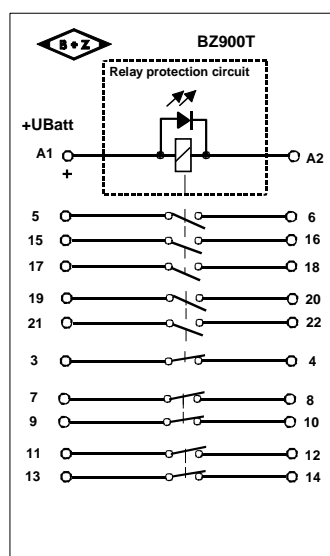 B + Z BZ900T
Relay protection circuit
+UBatt
A1 A2
+
5 6
15 16
17 18
19 20
21 22
3 4
7 8
9 10
11 12
13 14